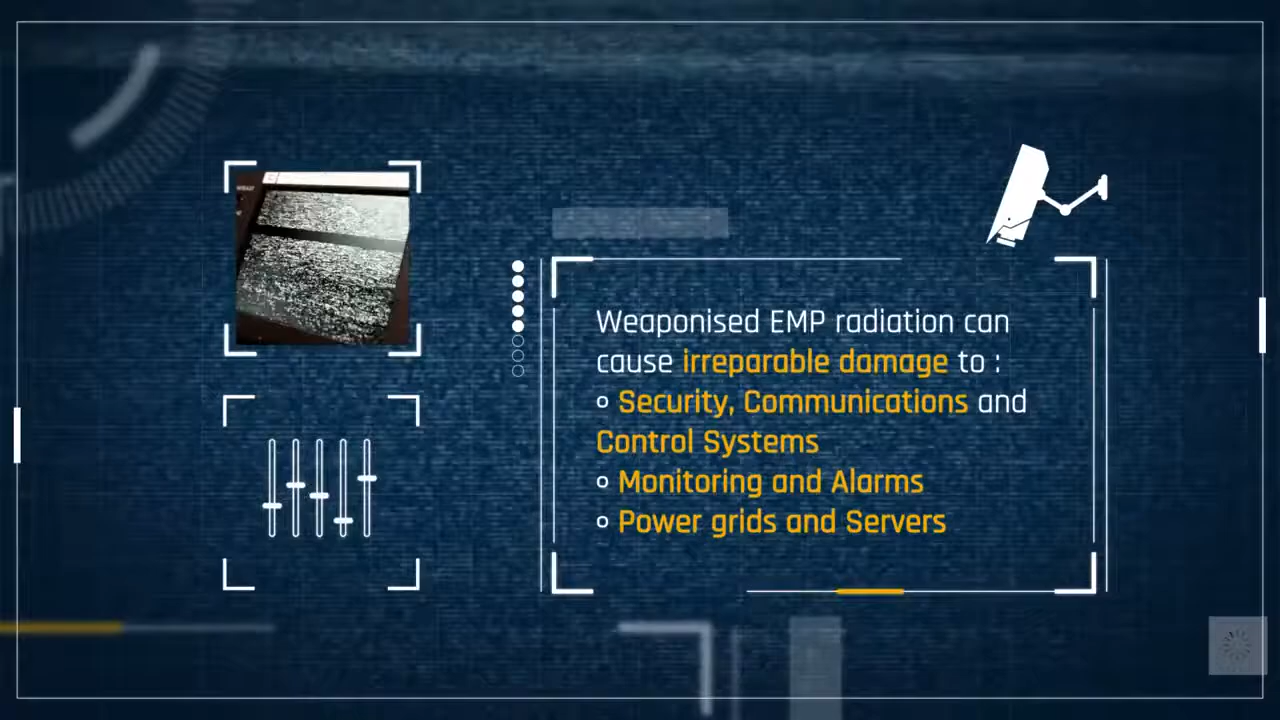 Weaponised EMP radiation can
cause irreparable damage to :
o Security, Communications and
Control Systems
o Monitoring and Alarms
o Power grids and Servers